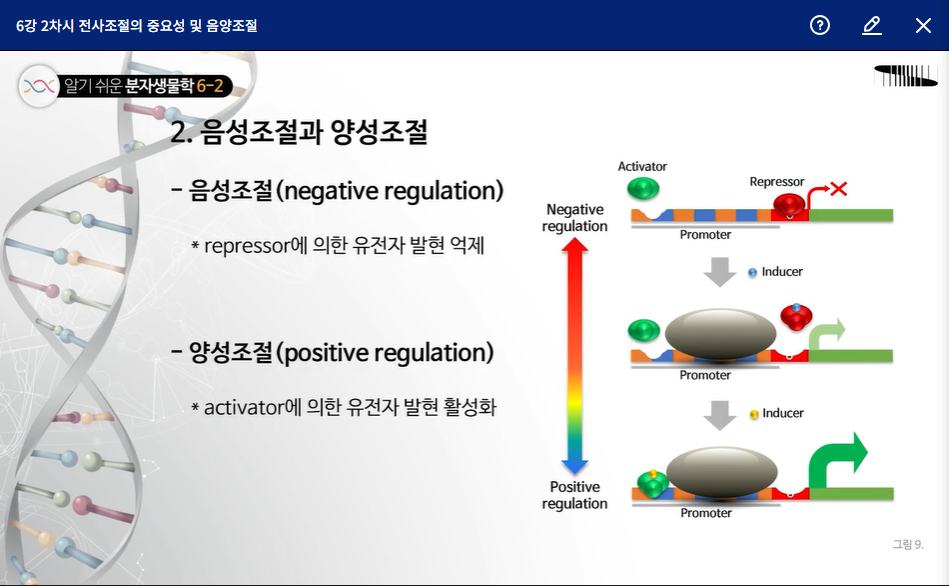 6강 2차시 전사조절의 중요성 및 음양조절
알기 쉬운 분자생물학 6-2
2. 음성조절과 양성조절
- 음성조절(negative regulation)
* repressor에 의한 유전자 발현 억제
- 양성조절(positive regulation)
* activator에 의한 유전자 발현 활성화
Activator
Repressor
Negative
regulation
Promoter
Inducer
Promoter
Inducer
Positive
regulation
Promoter
그림 9.